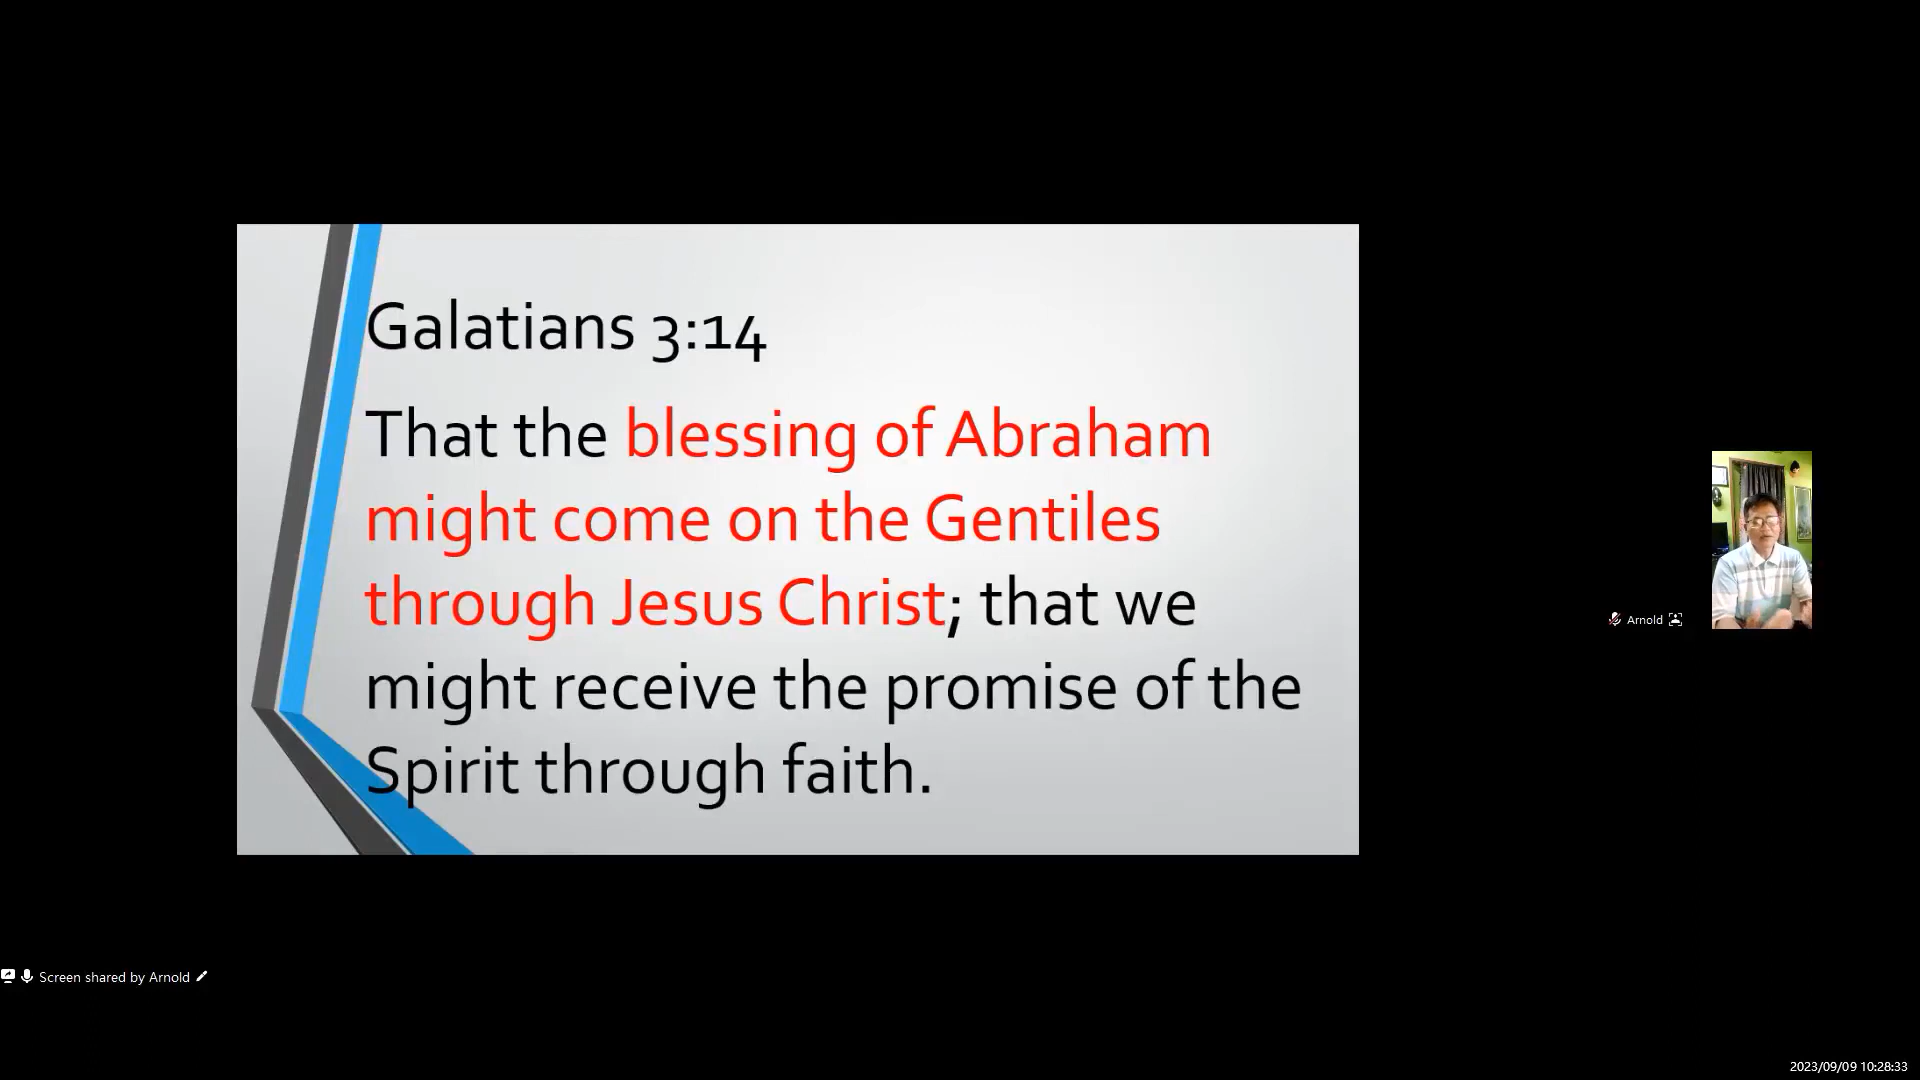 Galatians 3:14
That the blessing of Abraham
might come on the Gentiles
through Jesus Christ; that we
might receive the promise of the
Spirit through faith.
Arnold
Screen shared by Arnold
2023/09/09 10:28:33